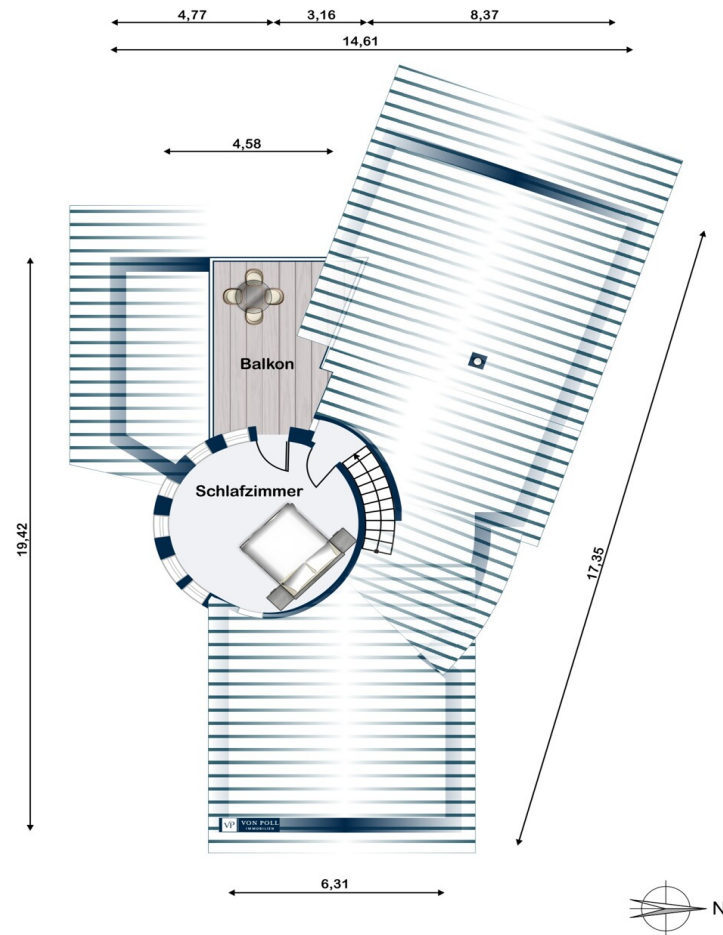 4,77
3,16
8,37
14,61
4,58
Balkon
Schlafzimmer
19,42
17,35
VP
VON POLL
IMMOBILIEN
6,31
N